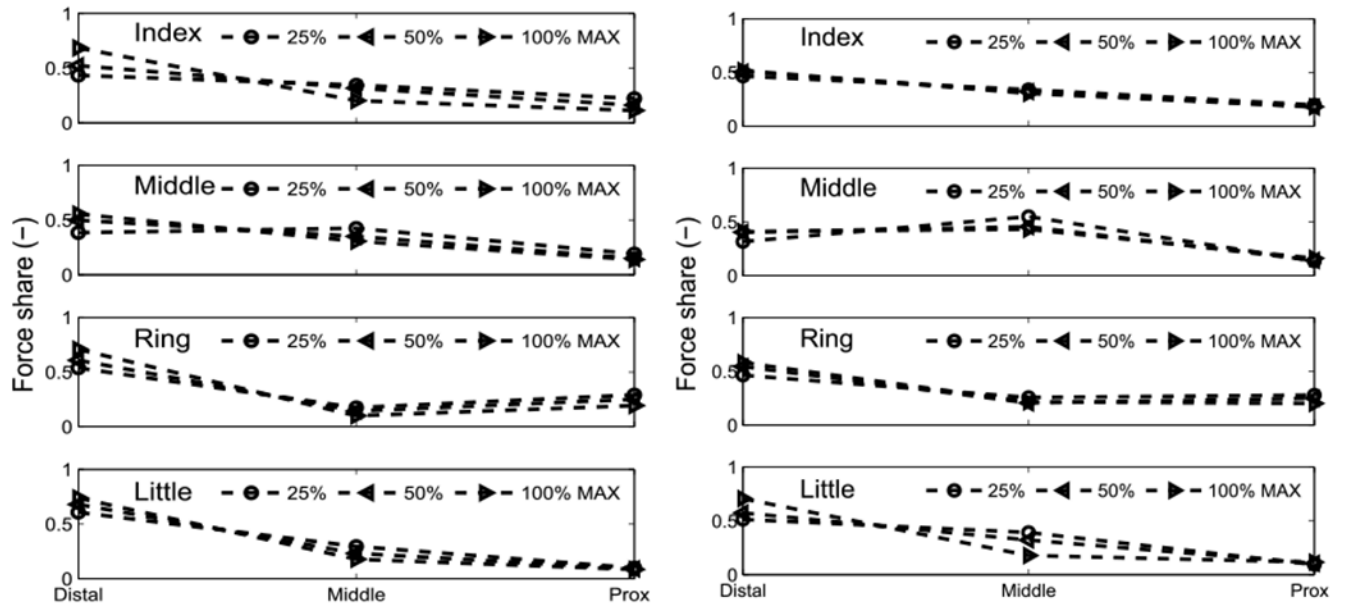 1
Index 25% 50% 100% MAX
0.5
0
1
Middle 25% 50% 100% MAX
0.5
0
1
Ring 25% 50% 100% MAX
0.5
0
1
Little 25% 50% 100% MAX
0.5
0
Distal Middle Prox
Force share (−)
1
Index 25% 50% 100% MAX
0.5
0
1
Middle 25% 50% 100% MAX
0.5
0
1
Ring 25% 50% 100% MAX
0.5
0
1
Little 25% 50% 100% MAX
0.5
0
Distal Middle Prox
Force share (−)